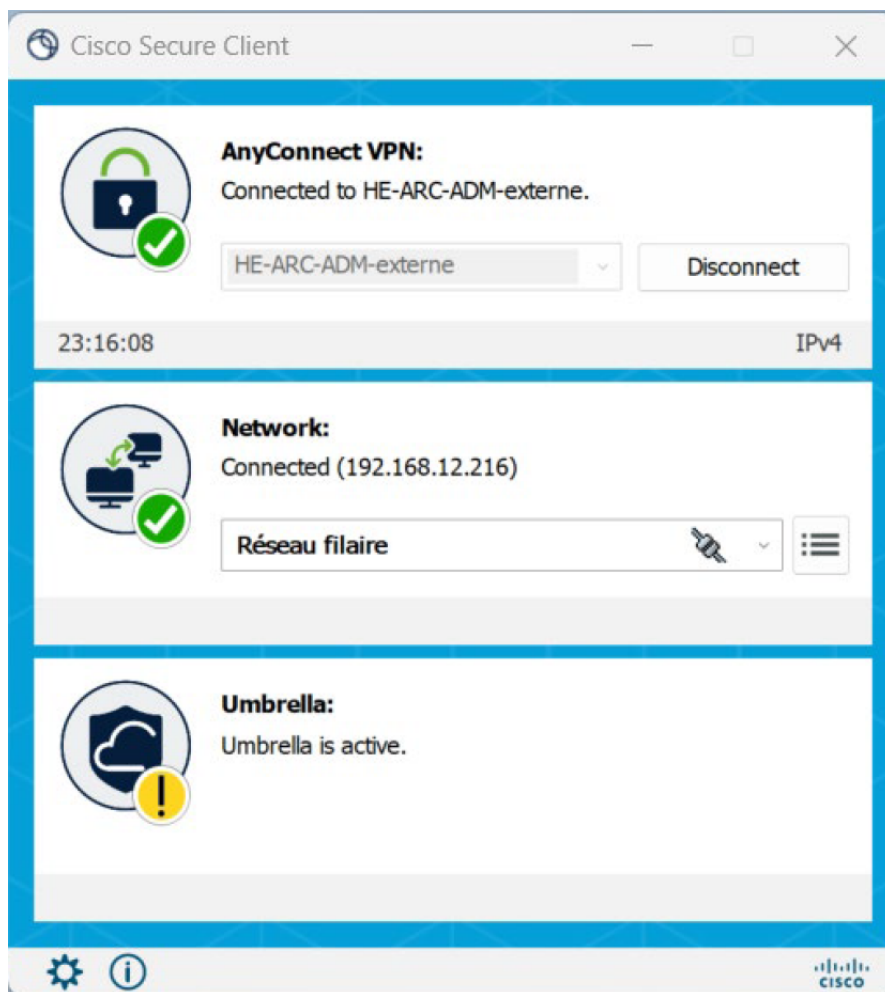 Cisco Secure Client
AnyConnect VPN:
Connected to HE-ARC-ADM-externe.
HE-ARC-ADM-externe
Disconnect
23:16:08
IPv4
Network:
Connected (192.168.12.216)
Réseau filaire
Umbrella:
Umbrella is active.
CISCO